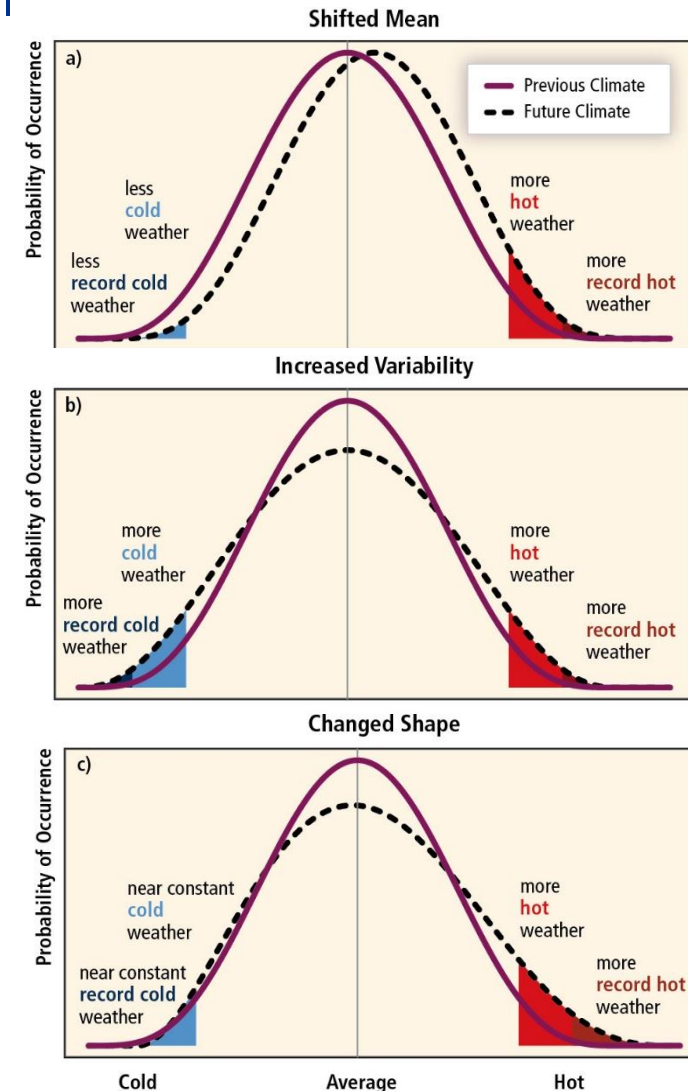 Shifted Mean
Probability of Occurrence
a)
Previous Climate
Future Climate
less
cold
weather
less
record cold
weather
more
hot
weather
more
record hot
weather
Increased Variability
Probability of Occurrence
b)
more
cold
weather
more
record cold
weather
more
hot
weather
more
record hot
weather
Changed Shape
Probability of Occurrence
c)
near constant
cold
weather
near constant
record cold
weather
more
hot
weather
more
record hot
weather
Cold
Average
Hot